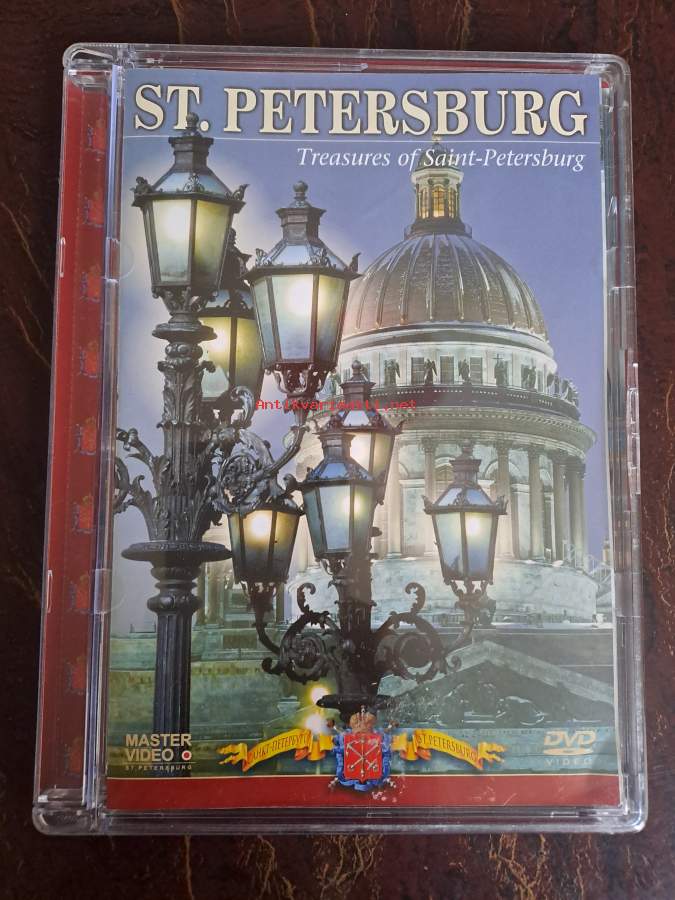 ST. PETERSBURG
Treasures of Saint-Petersburg
Antikvariaatti.net
САНКТ-ПЕТЕРБУРГ
ST.PETERSBURG
MASTER
VIDEO
ST. PETERSBURG
DVD
VIDEO